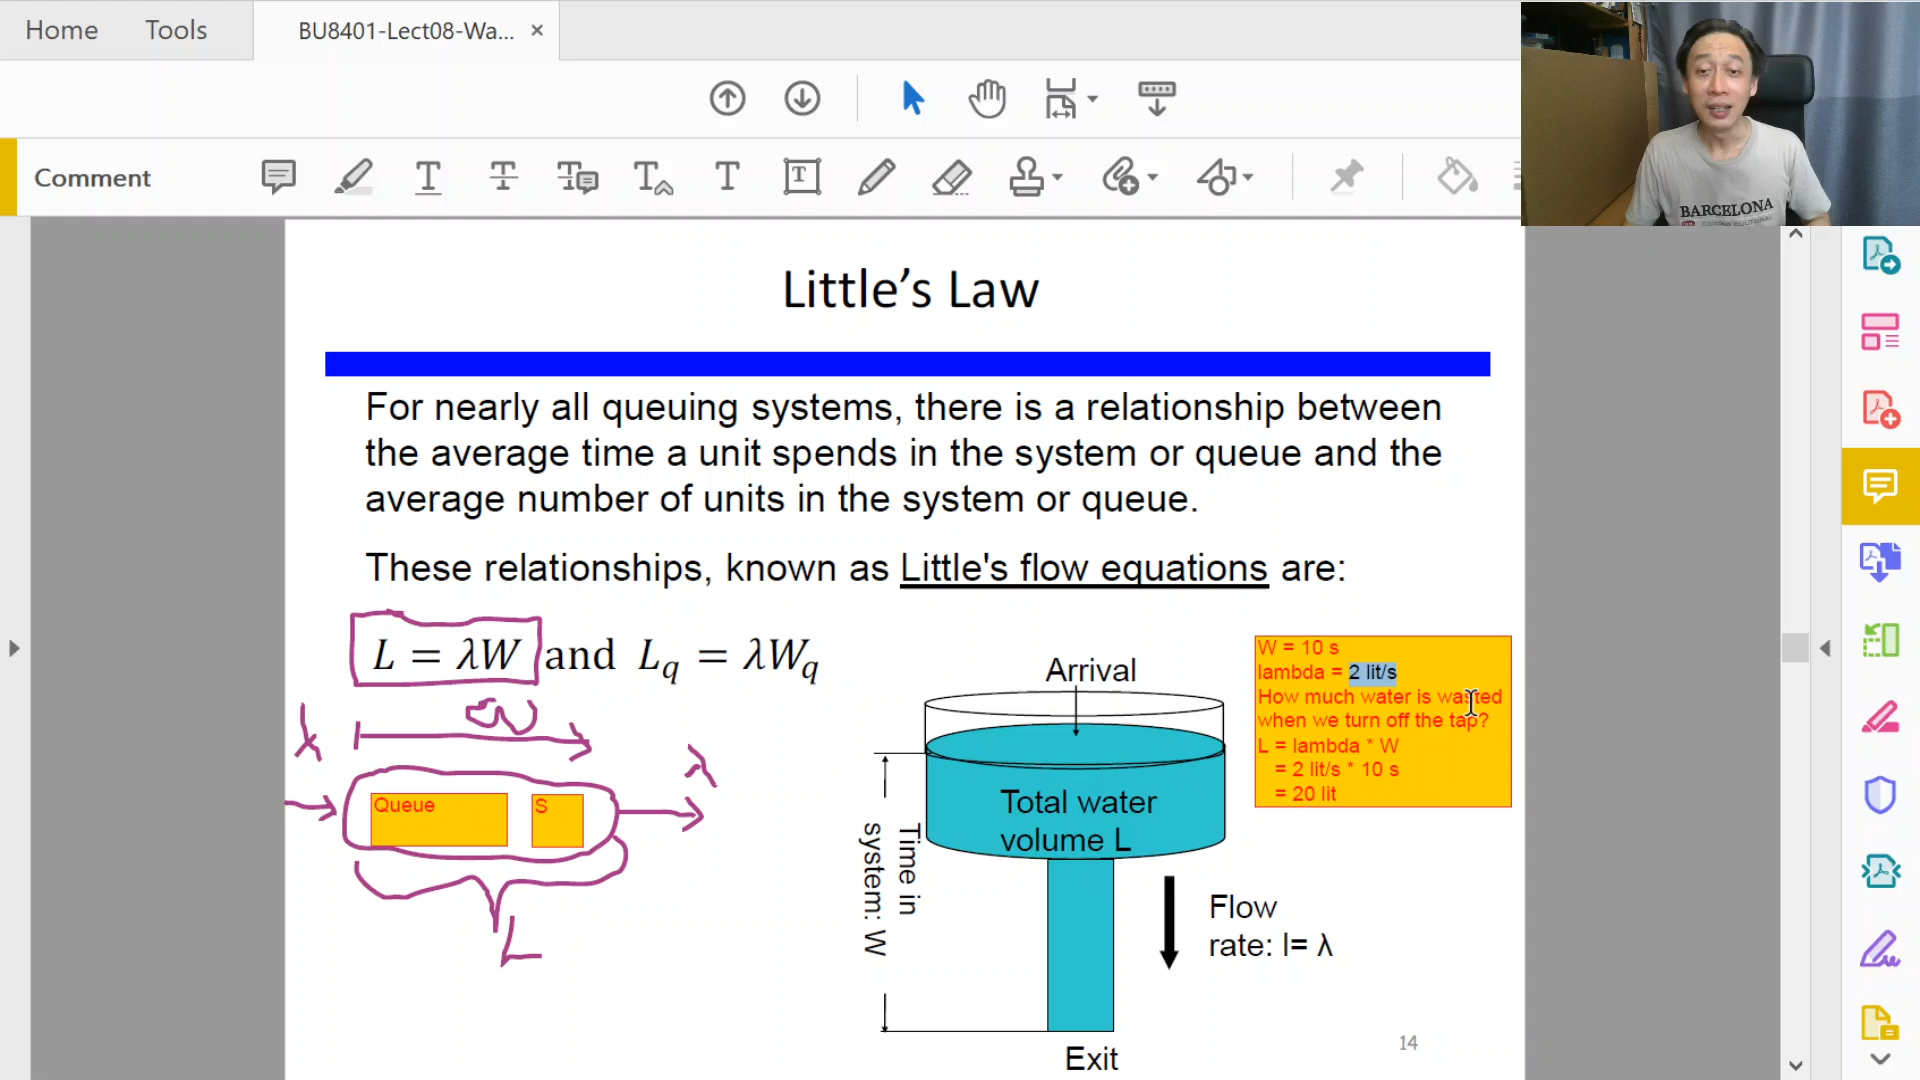 Home
Tools
BU8401-Lect08-Wa...
Comment
BARCELONA
Little's Law
For nearly all queuing systems, there is a relationship between
the average time a unit spends in the system or queue and the
average number of units in the system or queue.
These relationships, known as Little's flow equations are:
L = λW and Lq = λWq
W
λ
λ
Queue
S
L
Arrival
Total water
volume L
Time in
system: W
Flow
rate: l= λ
Exit
W = 10 s
lambda = 2 lit/s
How much water is wasted
when we turn off the tap?
L = lambda * W
= 2 lit/s * 10 s
= 20 lit
14